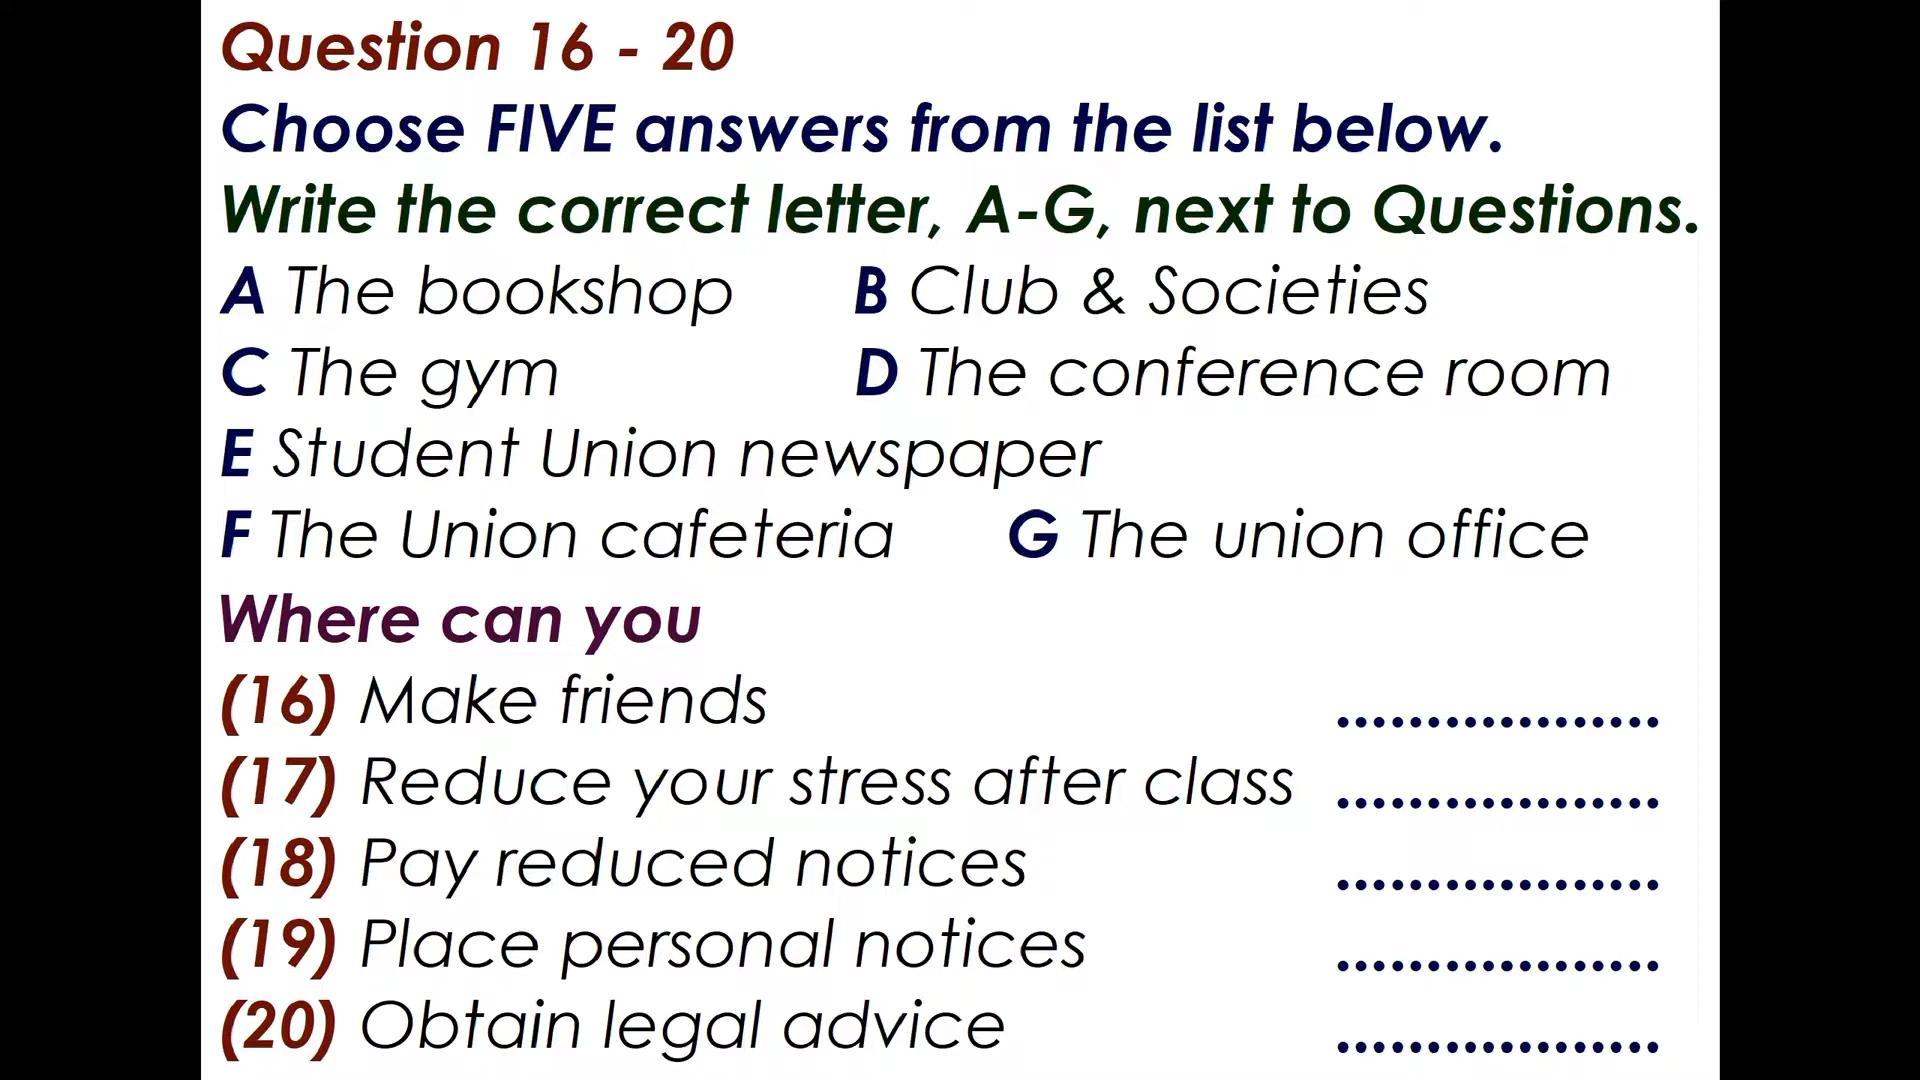 Question 16 - 20
Choose FIVE answers from the list below.
Write the correct letter, A-G, next to Questions.
A The bookshop B Club & Societies
C The gym D The conference room
E Student Union newspaper
F The Union cafeteria G The union office
Where can you
(16) Make friends ..................
(17) Reduce your stress after class ..................
(18) Pay reduced notices ..................
(19) Place personal notices ..................
(20) Obtain legal advice ..................